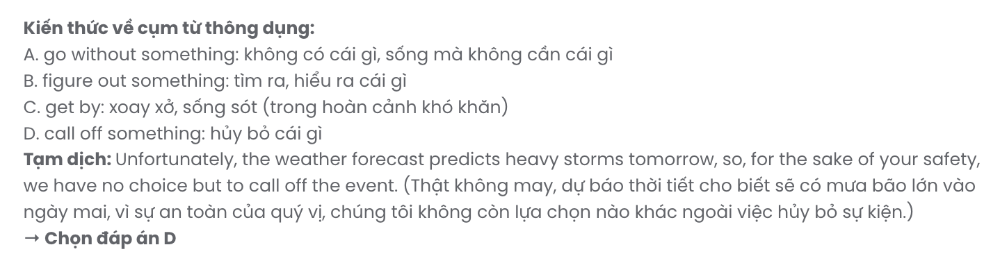 Kiến thức về cụm từ thông dụng:
A. go without something: không có cái gì, sống mà không cần cái gì
B. figure out something: tìm ra, hiểu ra cái gì
C. get by: xoay xở, sống sót (trong hoàn cảnh khó khăn)
D. call off something: hủy bỏ cái gì
Tạm dịch: Unfortunately, the weather forecast predicts heavy storms tomorrow, so, for the sake of your safety,
we have no choice but to call off the event. (Thật không may, dự báo thời tiết cho biết sẽ có mưa bão lớn vào
ngày mai, vì sự an toàn của quý vị, chúng tôi không còn lựa chọn nào khác ngoài việc hủy bỏ sự kiện.)
→ Chọn đáp án D